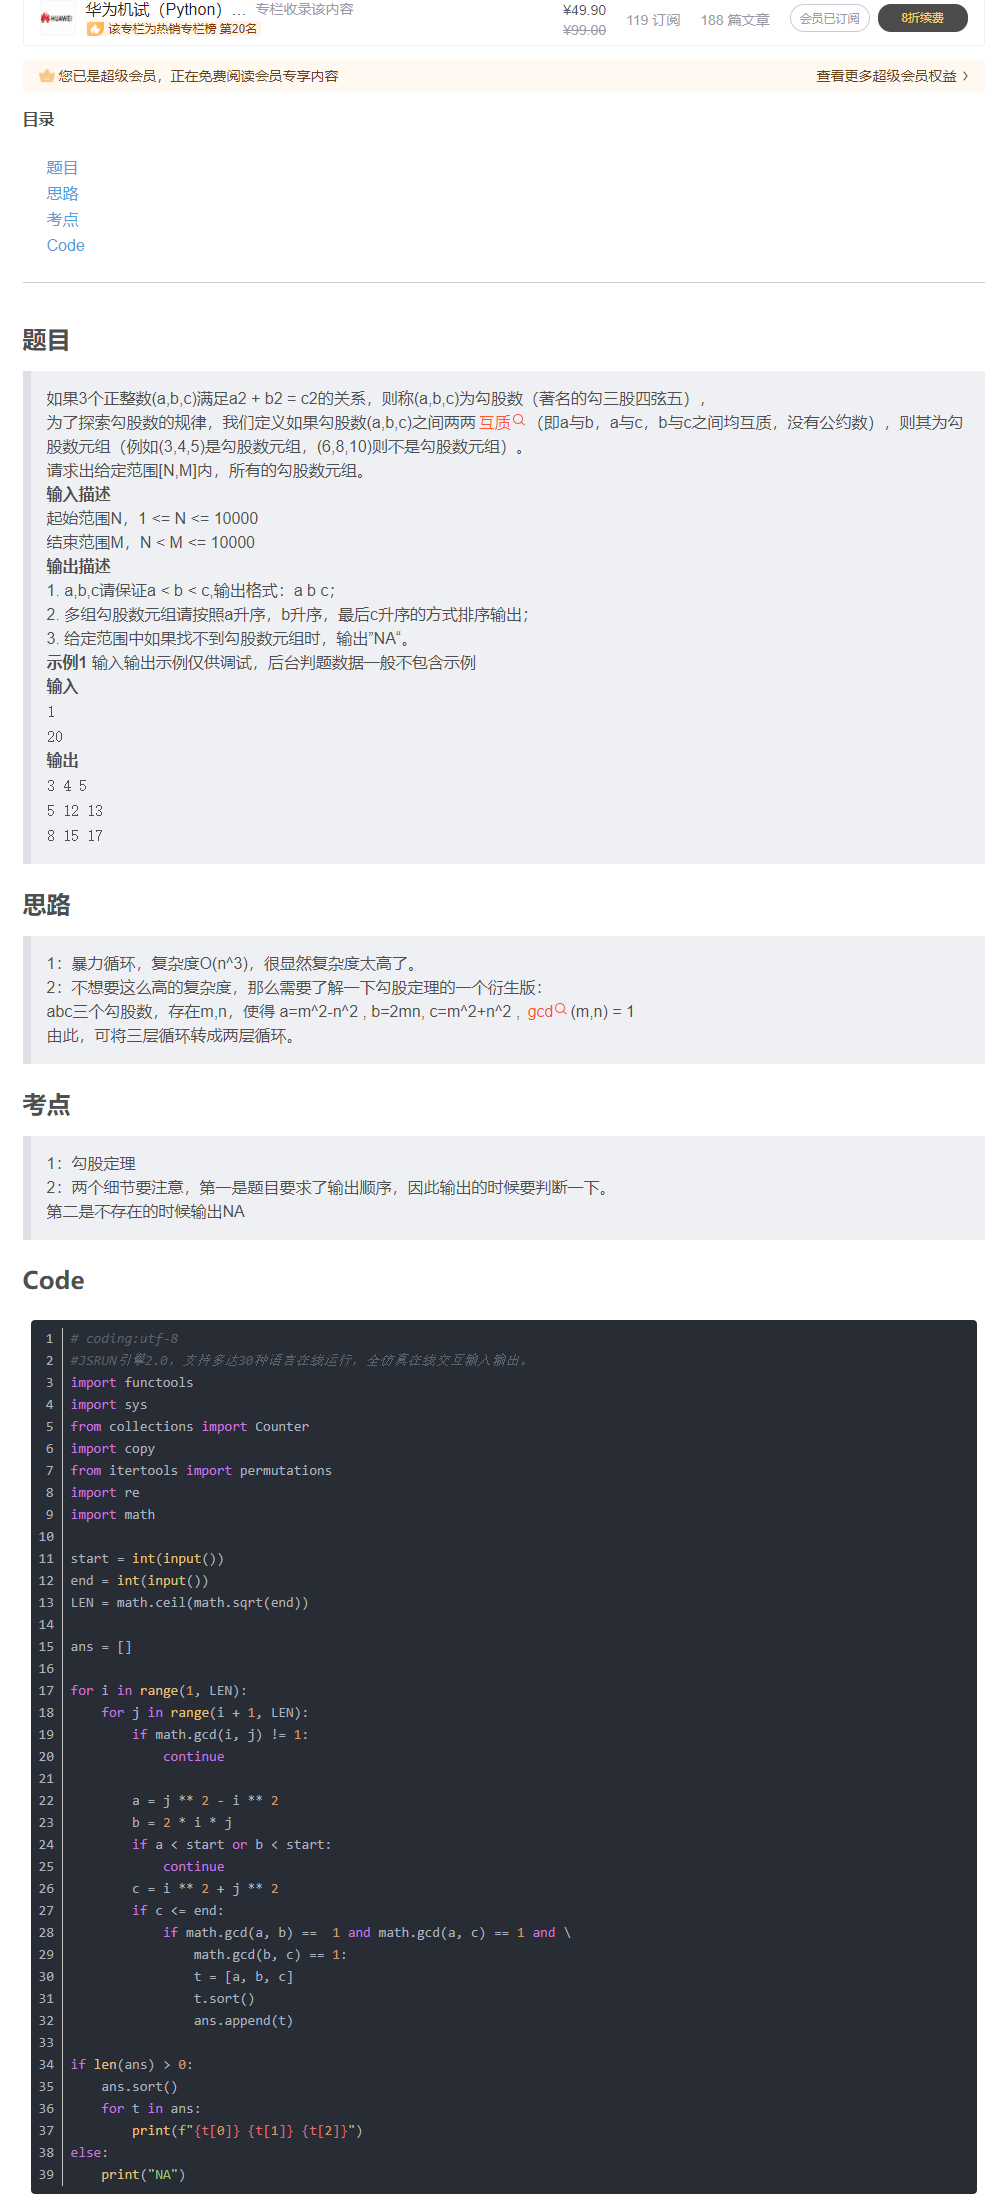 HUAWEI
华为机试（Python）... 专栏收录该内容
该专栏为热销专栏榜 第20名
¥49.90
¥99.00
119 订阅
188 篇文章
会员已订阅
8折续费
您已是超级会员，正在免费阅读会员专享内容
查看更多超级会员权益 >
目录
题目
思路
考点
Code
题目
如果3个正整数(a,b,c)满足a2 + b2 = c2的关系，则称(a,b,c)为勾股数（著名的勾三股四弦五），
为了探索勾股数的规律，我们定义如果勾股数(a,b,c)之间两两互质（即a与b，a与c，b与c之间均互质，没有公约数），则其为勾
股数元组（例如(3,4,5)是勾股数元组，(6,8,10)则不是勾股数元组）。
请求出给定范围[N,M]内，所有的勾股数元组。
输入描述
起始范围N，1 <= N <= 10000
结束范围M，N < M <= 10000
输出描述
1. a,b,c请保证a < b < c,输出格式：a b c；
2. 多组勾股数元组请按照a升序，b升序，最后c升序的方式排序输出；
3. 给定范围中如果找不到勾股数元组时，输出”NA“。
示例1 输入输出示例仅供调试，后台判题数据一般不包含示例
输入
1
20
输出
3 4 5
5 12 13
8 15 17
思路
1：暴力循环，复杂度O(n^3)，很显然复杂度太高了。
2：不想要这么高的复杂度，那么需要了解一下勾股定理的一个衍生版：
abc三个勾股数，存在m,n，使得 a=m^2-n^2 , b=2mn, c=m^2+n^2 , gcd (m,n) = 1
由此，可将三层循环转成两层循环。
考点
1：勾股定理
2：两个细节要注意，第一是题目要求了输出顺序，因此输出的时候要判断一下。
第二是不存在的时候输出NA
Code
1 # coding:utf-8
2 #JSRUN引擎2.0，支持多达30种语言在线运行，全仿真在线交互输入输出。
3 import functools
4 import sys
5 from collections import Counter
6 import copy
7 from itertools import permutations
8 import re
9 import math
10
11 start = int(input())
12 end = int(input())
13 LEN = math.ceil(math.sqrt(end))
14
15 ans = []
16
17 for i in range(1, LEN):
18     for j in range(i + 1, LEN):
19         if math.gcd(i, j) != 1:
20             continue
21
22         a = j ** 2 - i ** 2
23         b = 2 * i * j
24         if a < start or b < start:
25             continue
26         c = i ** 2 + j ** 2
27         if c <= end:
28             if math.gcd(a, b) ==  1 and math.gcd(a, c) == 1 and \
29                 math.gcd(b, c) == 1:
30                 t = [a, b, c]
31                 t.sort()
32                 ans.append(t)
33
34 if len(ans) > 0:
35     ans.sort()
36     for t in ans:
37         print(f"{t[0]} {t[1]} {t[2]}")
38 else:
39     print("NA")